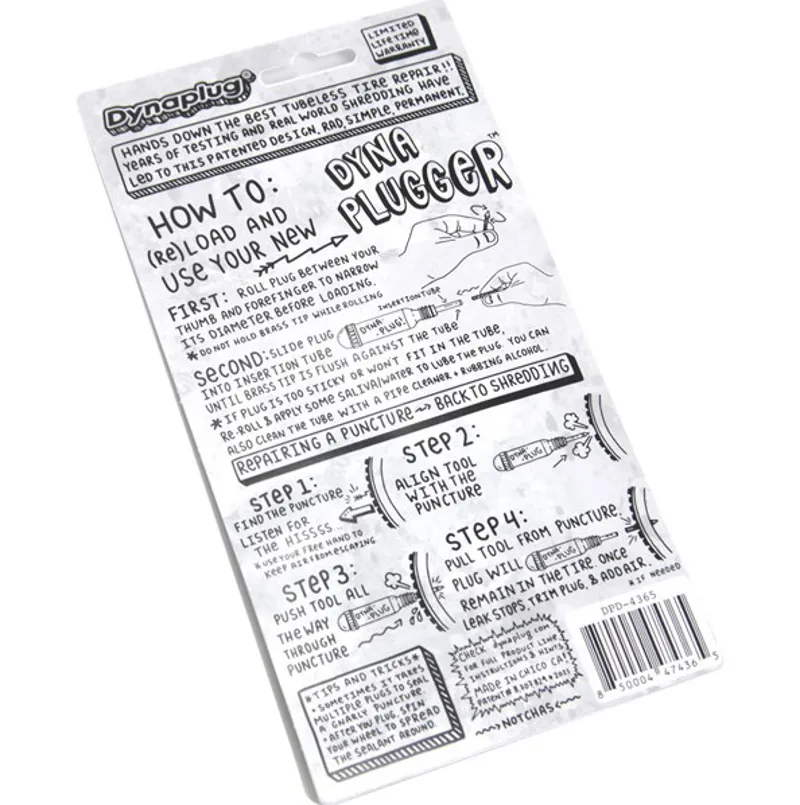 LIMITED
LIFETIME
WARRANTY
Dynaplug®
HANDS DOWN THE BEST TUBELESS TIRE REPAIR!!
YEARS OF TESTING AND REAL WORLD SHREDDING HAVE
LED TO THIS PATENTED DESIGN. RAD, SIMPLE, PERMANENT.
HOW TO:
(Re)LOAD AND
USE YOUR NEW
DYNA
PLUGGER™
FIRST: ROLL PLUG BETWEEN YOUR
THUMB AND FOREFINGER TO NARROW
ITS DIAMETER BEFORE LOADING.
*DO NOT HOLD BRASS TIP WHILE ROLLING
INSERTION TUBE
DYNA-PLUG!
SECOND: SLIDE PLUG
INTO INSERTION TUBE
UNTIL BRASS TIP IS FLUSH AGAINST THE TUBE
*IF PLUG IS TOO STICKY OR WON'T FIT IN THE TUBE,
RE-ROLL & APPLY SOME SALIVA/WATER TO LUBE THE PLUG. YOU CAN
ALSO CLEAN THE TUBE WITH A PIPE CLEANER + RUBBING ALCOHOL.
REPAIRING A PUNCTURE → BACK TO SHREDDING
STEP 1:
FIND THE PUNCTURE
LISTEN FOR
THE HISSSS...
*USE YOUR FREE HAND TO
KEEP AIR FROM ESCAPING
STEP 2:
ALIGN TOOL
WITH THE
PUNCTURE
DYNA-PLUG
STEP 3:
PUSH TOOL ALL
THE WAY
THROUGH
PUNCTURE
DYNA-PLUG
STEP 4:
PULL TOOL FROM PUNCTURE.
PLUG WILL
REMAIN IN THE TIRE. ONCE
LEAK STOPS, TRIM PLUG, & ADD AIR.
*IF NEEDED
DYNA-PLUG
*TIPS AND TRICKS*
• SOMETIMES IT TAKES
MULTIPLE PLUGS TO SEAL
A GNARLY PUNCTURE.
• AFTER YOU PLUG, SPIN
YOUR WHEEL TO SPREAD
THE SEALANT AROUND.
CHECK dynaplug.com
FOR FULL PRODUCT LINE,
INSTRUCTIONS & HINTS
MADE IN CHICO CA!
→NOTCHAS←
DPD-4365
8 50004 47436 5